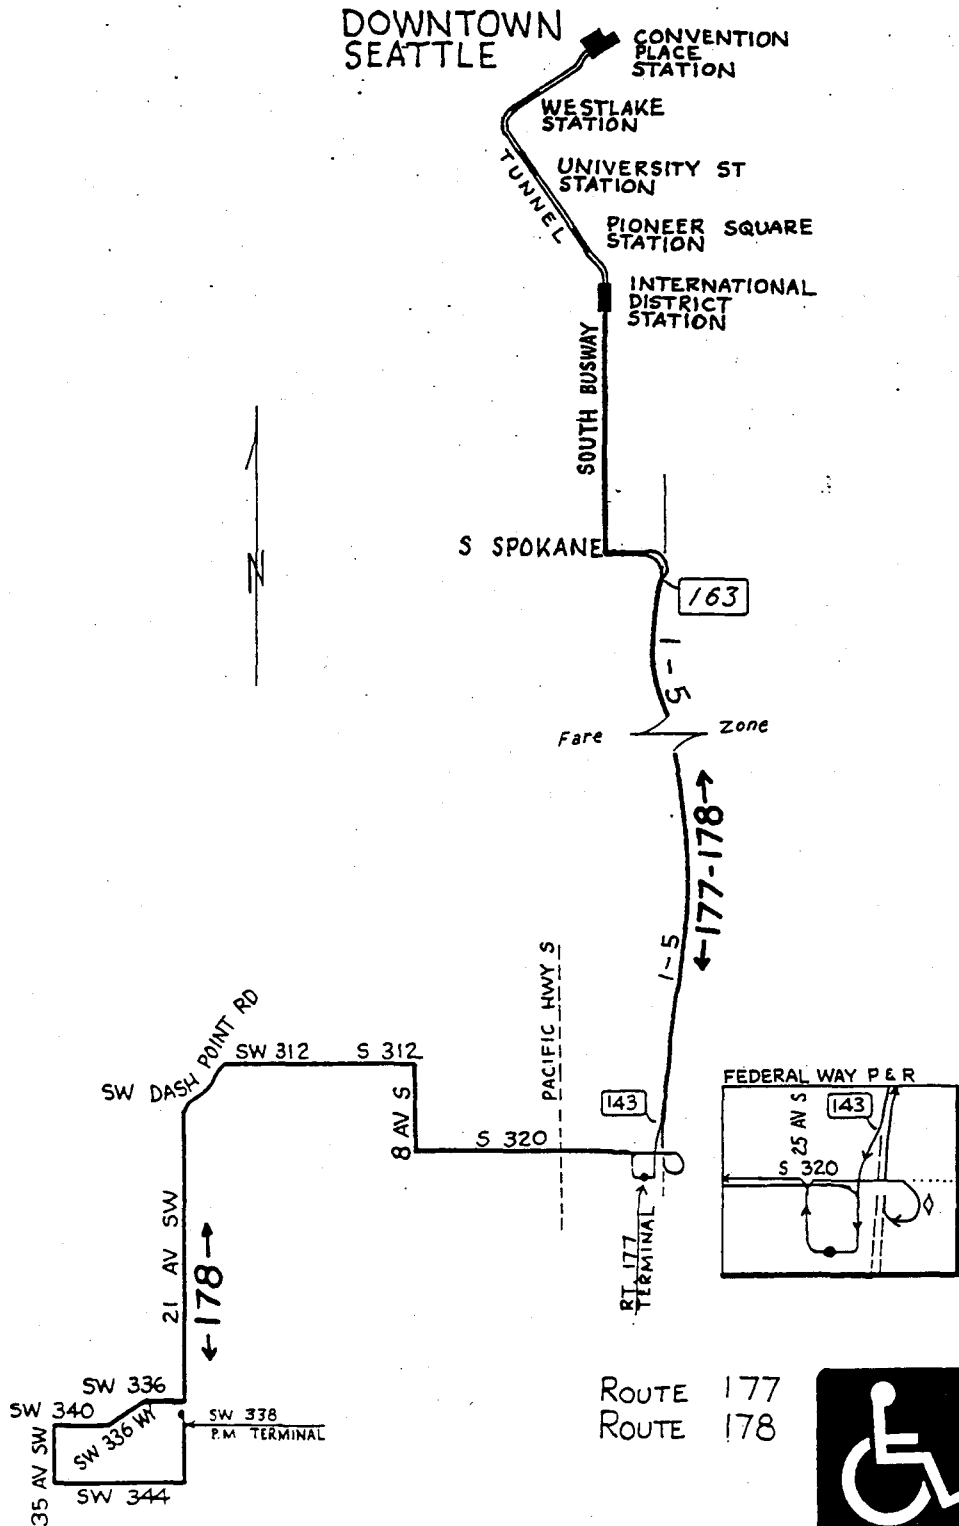 DOWNTOWN
SEATTLE
CONVENTION
PLACE
STATION
WESTLAKE
STATION
TUNNEL
UNIVERSITY ST
STATION
PIONEER SQUARE
STATION
INTERNATIONAL
DISTRICT
STATION
SOUTH BUSWAY
N
S SPOKANE
163
I-5
Fare Zone
177-178
I-5
PACIFIC HWY S
SW DASH POINT RD
SW 312
S 312
8 AV S
S 320
143
RT 177
TERMINAL
FEDERAL WAY P & R
25 AV S
143
S 320
21 AV SW
178
SW 336
SW 340
SW 336 WY
SW 338
P.M TERMINAL
35 AV SW
SW 344
ROUTE 177
ROUTE 178